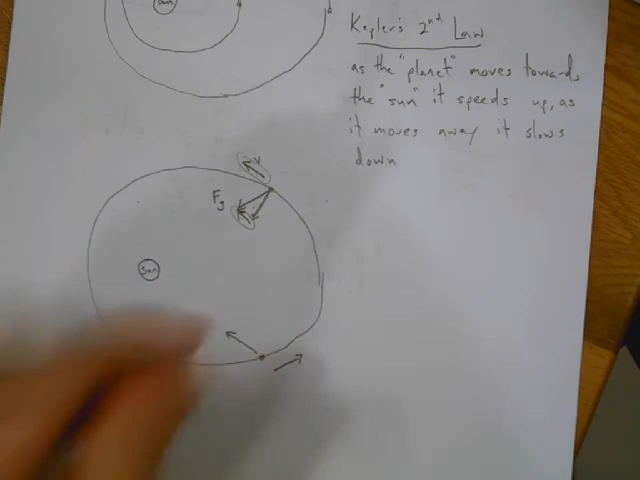 Sun
Kepler's 2nd Law
as the "planet" moves towards
the "sun" it speeds up, as
it moves away it slows
down
v
Fg
Sun